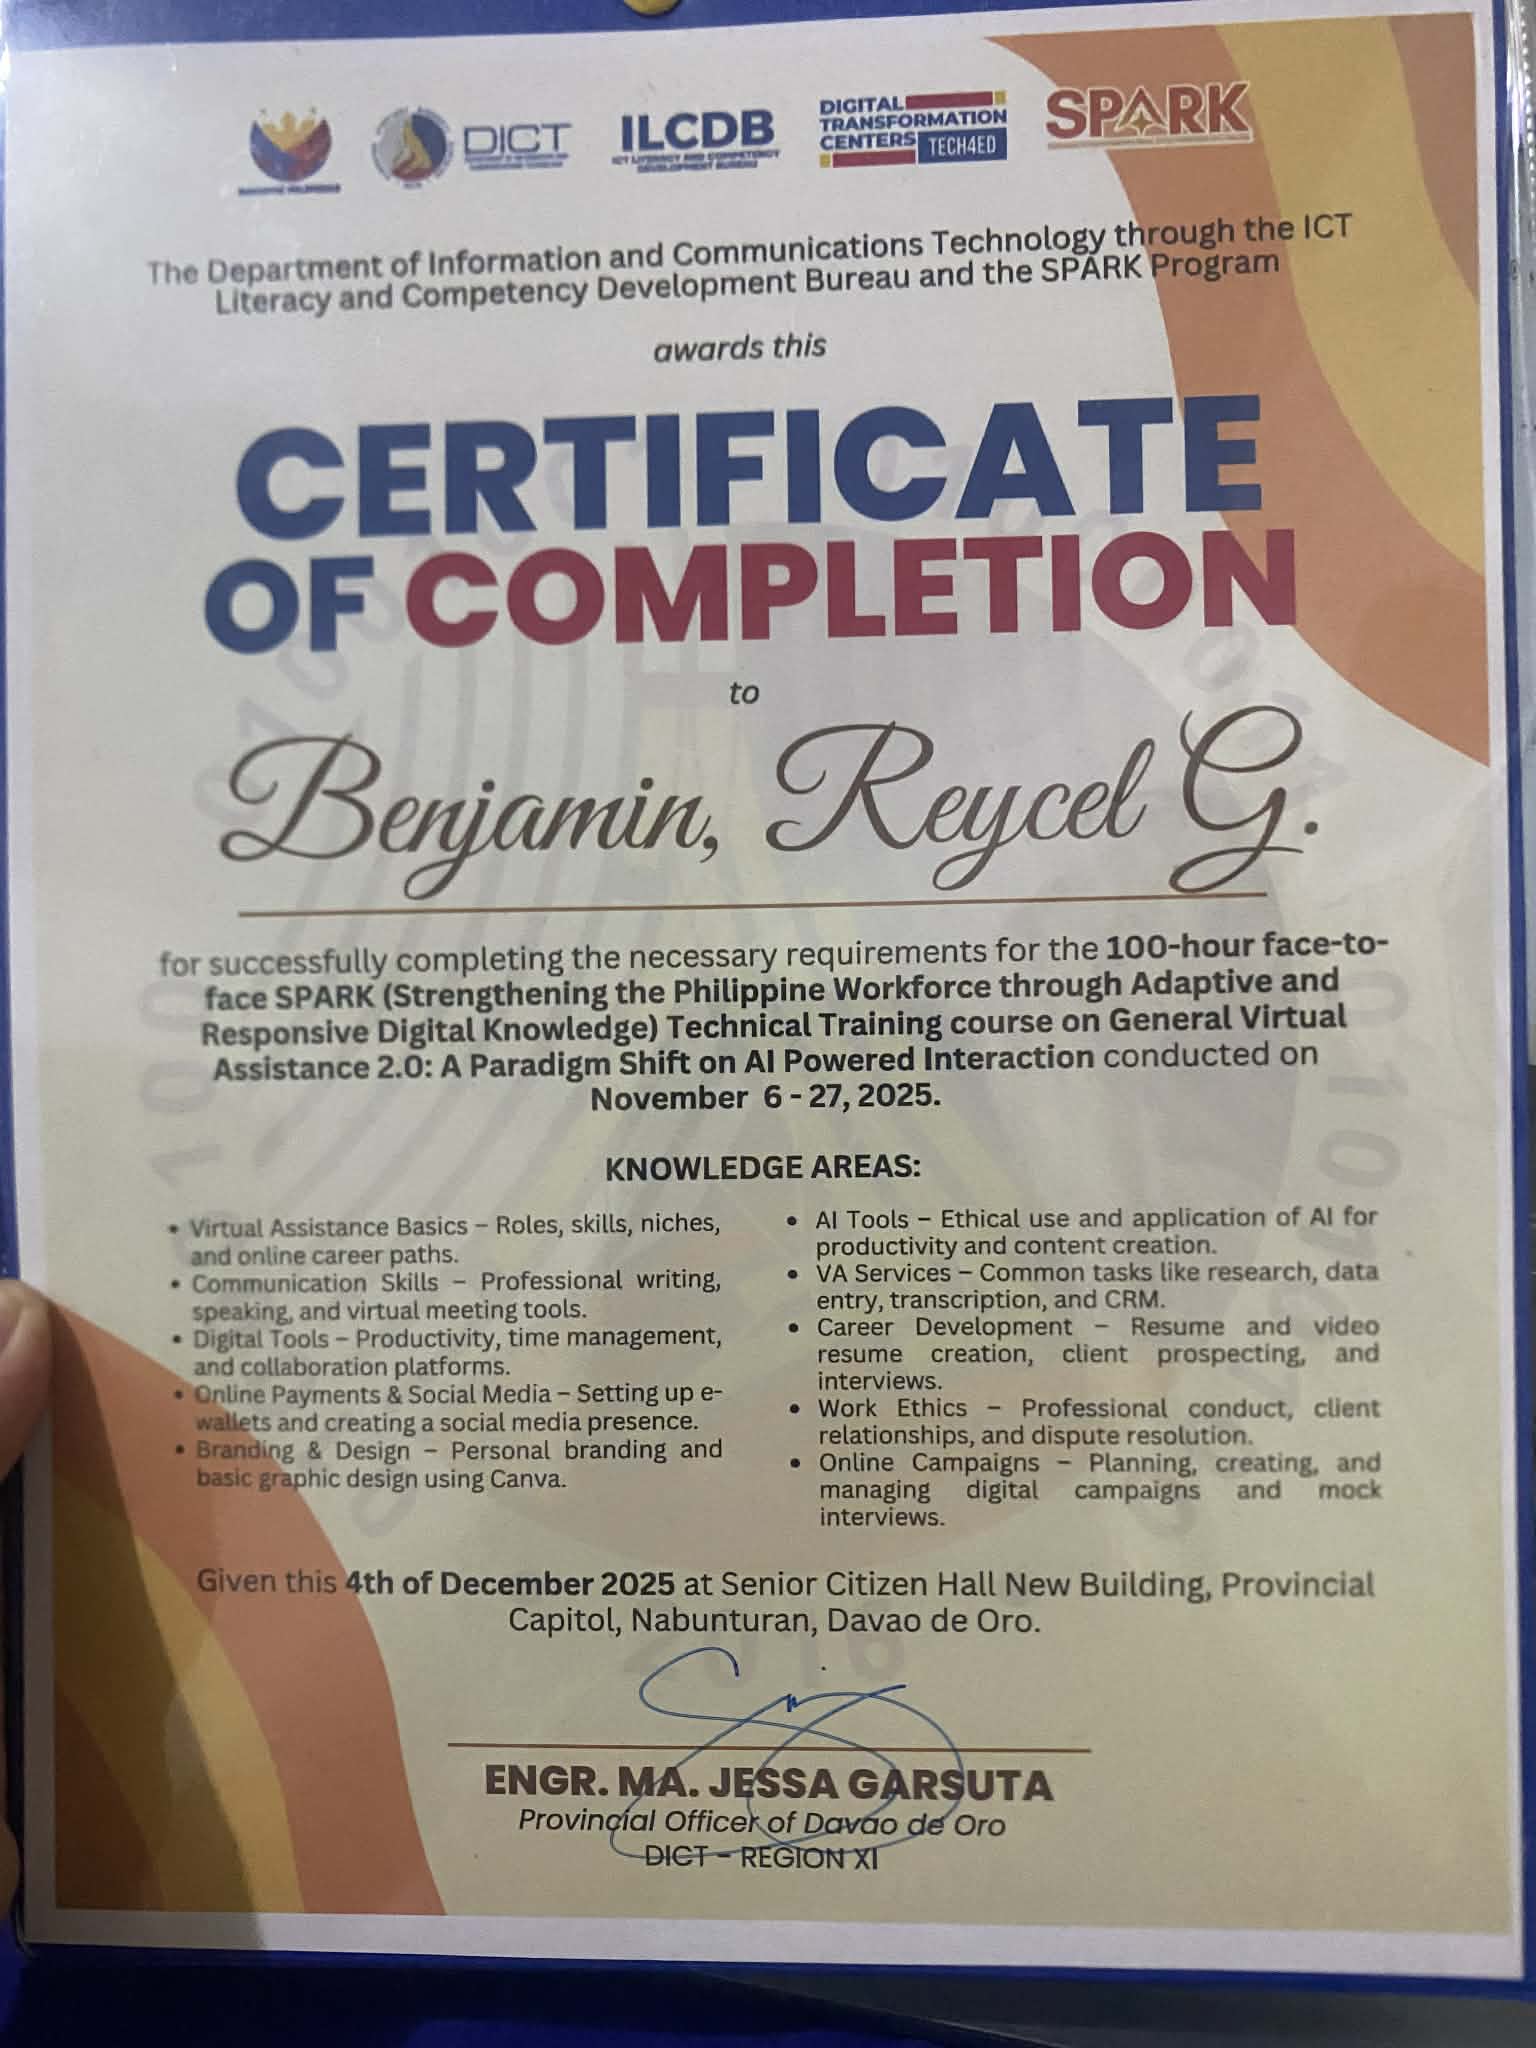 DICT
ILCDB
ICT LITERACY AND COMPETENCY
DEVELOPMENT BUREAU
DIGITAL
TRANSFORMATION
CENTERS TECH4ED
SPARK
The Department of Information and Communications Technology through the ICT
Literacy and Competency Development Bureau and the SPARK Program
awards this
CERTIFICATE
OF COMPLETION
to
Benjamin, Reycel G.
for successfully completing the necessary requirements for the 100-hour face-to-
face SPARK (Strengthening the Philippine Workforce through Adaptive and
Responsive Digital Knowledge) Technical Training course on General Virtual
Assistance 2.0: A Paradigm Shift on AI Powered Interaction conducted on
November 6 - 27, 2025.
KNOWLEDGE AREAS:
• Virtual Assistance Basics – Roles, skills, niches,
and online career paths.
• Communication Skills – Professional writing,
speaking, and virtual meeting tools.
• Digital Tools – Productivity, time management,
and collaboration platforms.
• Online Payments & Social Media – Setting up e-
wallets and creating a social media presence.
• Branding & Design – Personal branding and
basic graphic design using Canva.
• AI Tools – Ethical use and application of AI for
productivity and content creation.
• VA Services – Common tasks like research, data
entry, transcription, and CRM.
• Career Development – Resume and video
resume creation, client prospecting, and
interviews.
• Work Ethics – Professional conduct, client
relationships, and dispute resolution.
• Online Campaigns – Planning, creating, and
managing digital campaigns and mock
interviews.
Given this 4th of December 2025 at Senior Citizen Hall New Building, Provincial
Capitol, Nabunturan, Davao de Oro.
ENGR. MA. JESSA GARSUTA
Provincial Officer of Davao de Oro
DICT – REGION XI